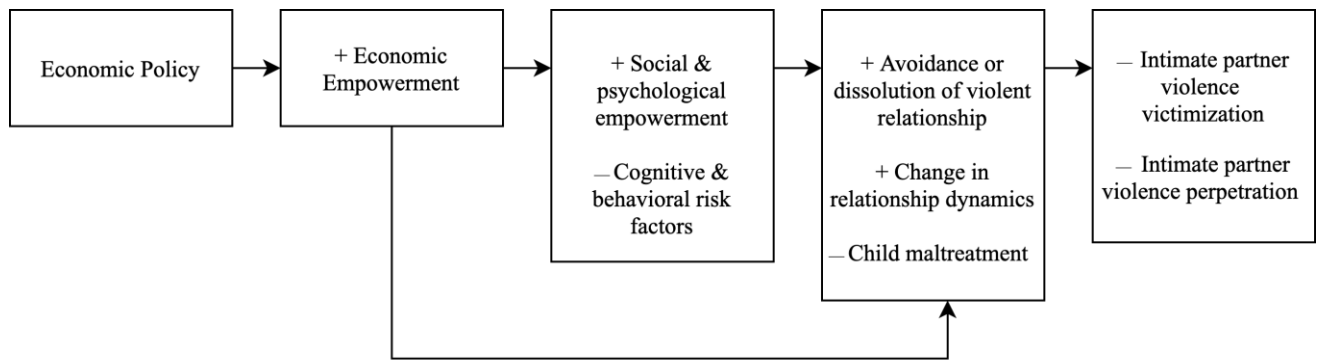 Economic Policy
+ Economic
Empowerment
+ Social &
psychological
empowerment
– Cognitive &
behavioral risk
factors
+ Avoidance or
dissolution of violent
relationship
+ Change in
relationship dynamics
– Child maltreatment
– Intimate partner
violence
victimization
– Intimate partner
violence perpetration